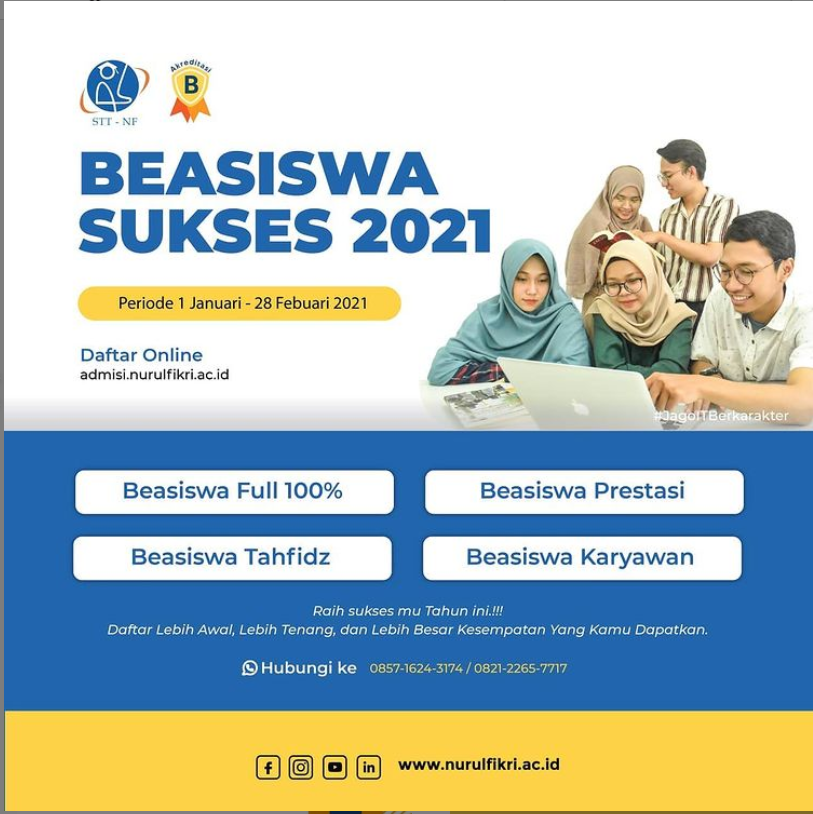 STT - NF
Akreditasi
B
BEASISWA
SUKSES 2021
Periode 1 Januari - 28 Febuari 2021
Daftar Online
admisi.nurulfikri.ac.id
#JagoITBerkarakter
Beasiswa Full 100%
Beasiswa Prestasi
Beasiswa Tahfidz
Beasiswa Karyawan
Raih sukses mu Tahun ini.!!!
Daftar Lebih Awal, Lebih Tenang, dan Lebih Besar Kesempatan Yang Kamu Dapatkan.
Hubungi ke 0857-1624-3174 / 0821-2265-7717
www.nurulfikri.ac.id